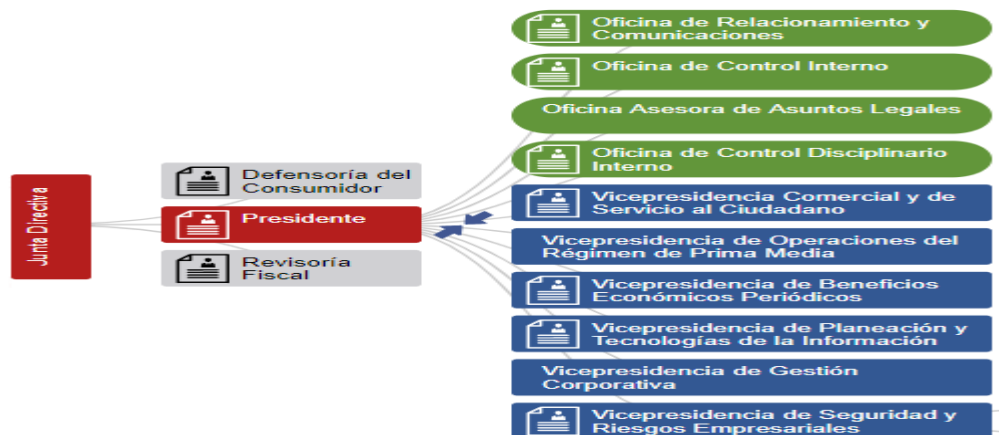 Junta Directiva
Defensoría del
Consumidor
Presidente
Revisoría
Fiscal
Oficina de Relacionamiento y
Comunicaciones
Oficina de Control Interno
Oficina Asesora de Asuntos Legales
Oficina de Control Disciplinario
Interno
Vicepresidencia Comercial y de
Servicio al Ciudadano
Vicepresidencia de Operaciones del
Régimen de Prima Media
Vicepresidencia de Beneficios
Económicos Periódicos
Vicepresidencia de Planeación y
Tecnologías de la Información
Vicepresidencia de Gestión
Corporativa
Vicepresidencia de Seguridad y
Riesgos Empresariales